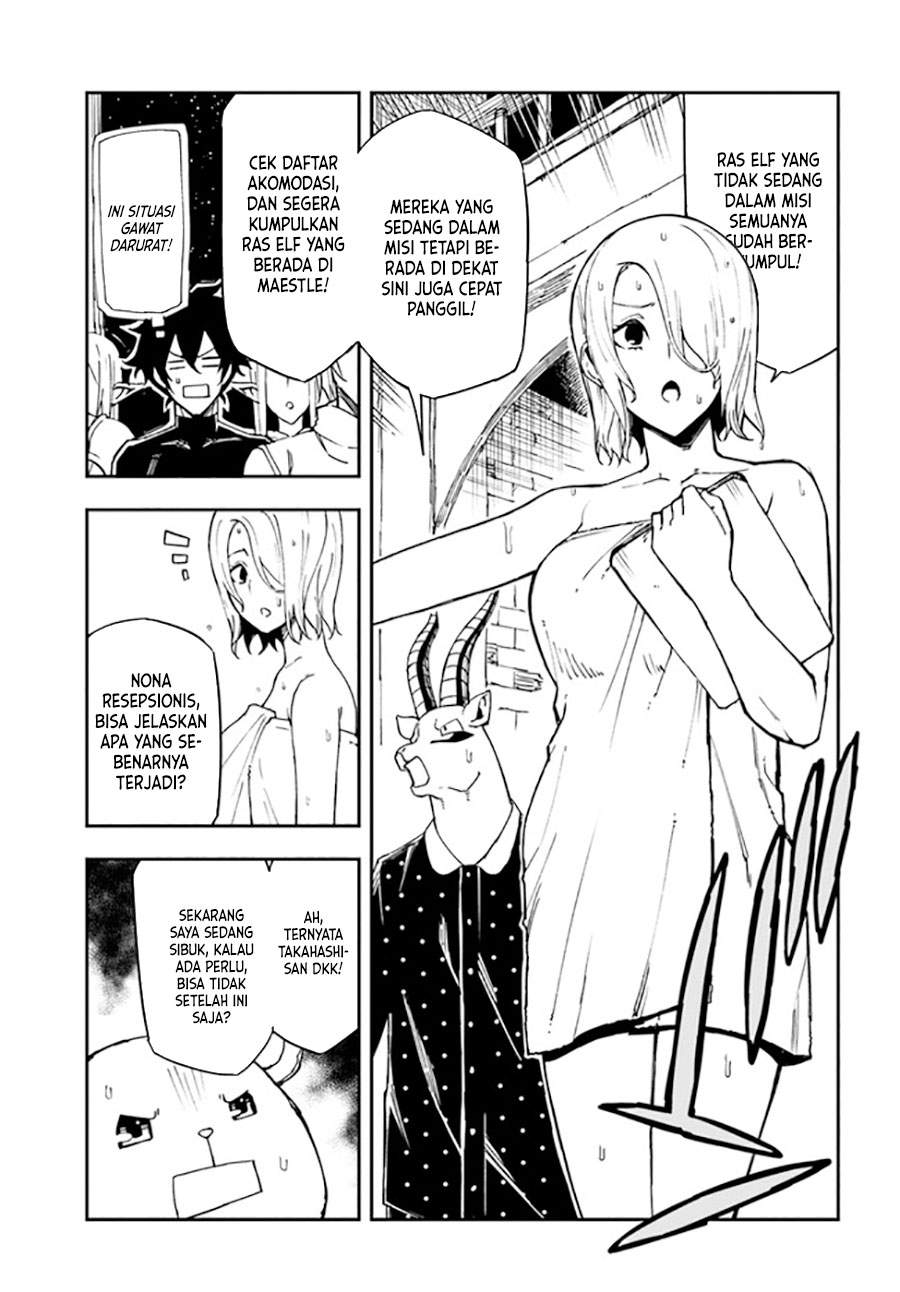 RAS ELF YANG
TIDAK SEDANG
DALAM MISI
SEMUANYA
SUDAH BER-
KUMPUL!
MEREKA YANG
SEDANG DALAM
MISI TETAPI BE-
RADA DI DEKAT
SINI JUGA CEPAT
PANGGIL!
CEK DAFTAR
AKOMODASI,
DAN SEGERA
KUMPULKAN
RAS ELF YANG
BERADA DI
MAESTLE!
INI SITUASI
GAWAT
DARURAT!
NONA
RESEPSIONIS,
BISA JELASKAN
APA YANG SE-
BENARNYA
TERJADI?
AH,
TERNYATA
TAKAHASHI-
SAN DKK!
SEKARANG
SAYA SEDANG
SIBUK, KALAU
ADA PERLU,
BISA TIDAK
SETELAH INI
SAJA?